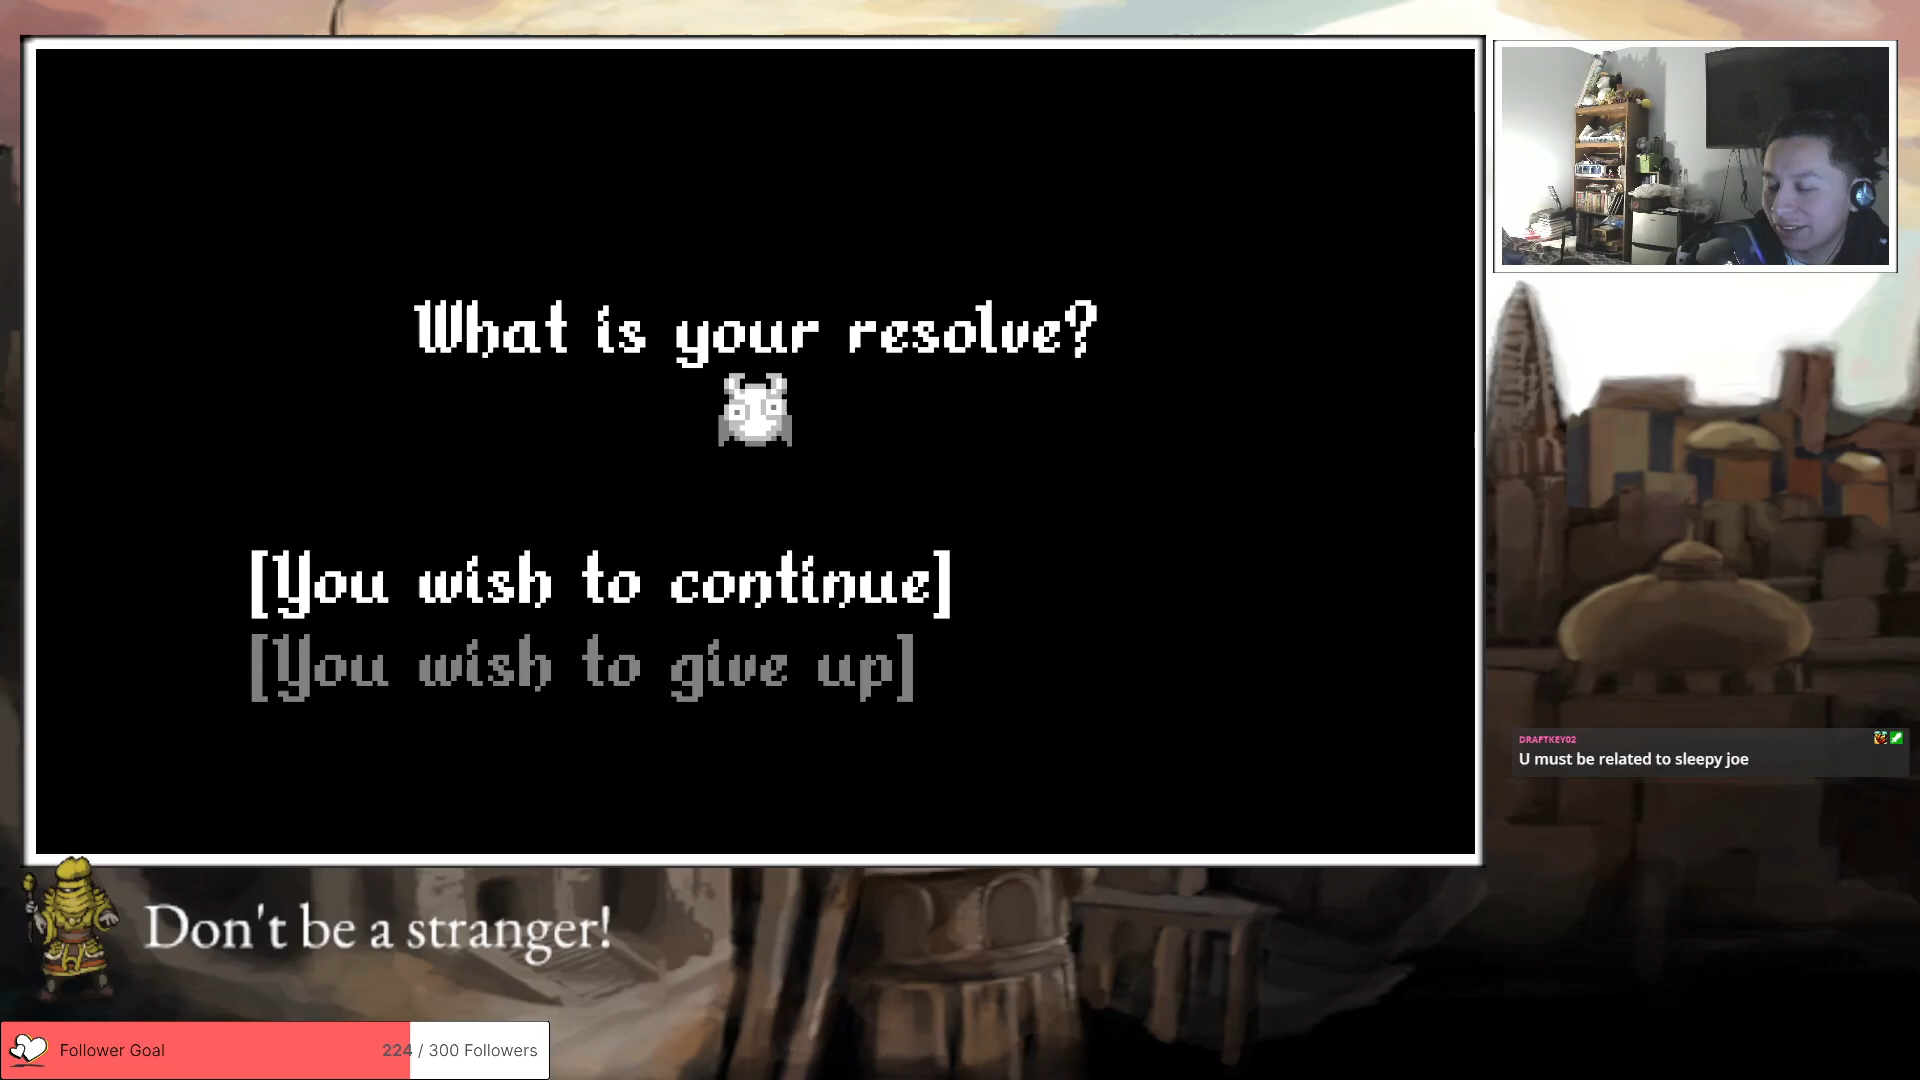 What is your resolve?
[You wish to continue]
[You wish to give up]
DRAFTKEY02
U must be related to sleepy joe
Don't be a stranger!
Follower Goal
224 / 300 Followers